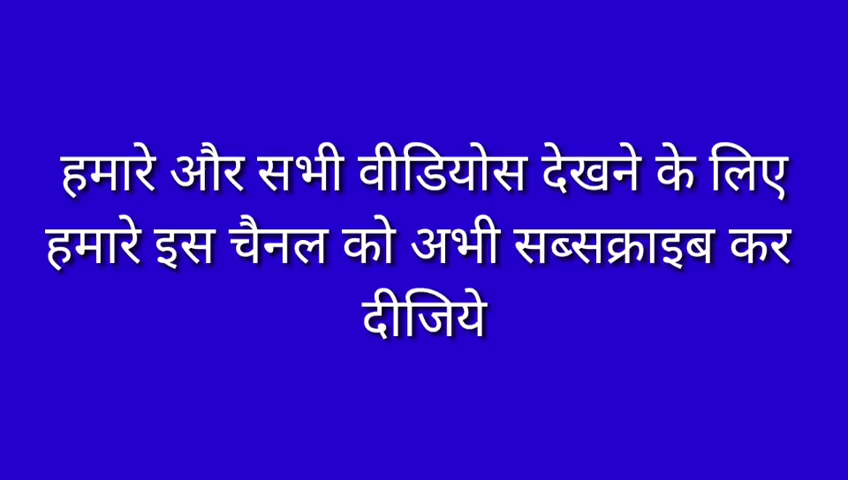 हमारे और सभी वीडियोस देखने के लिए
हमारे इस चैनल को अभी सब्सक्राइब कर
दीजिये